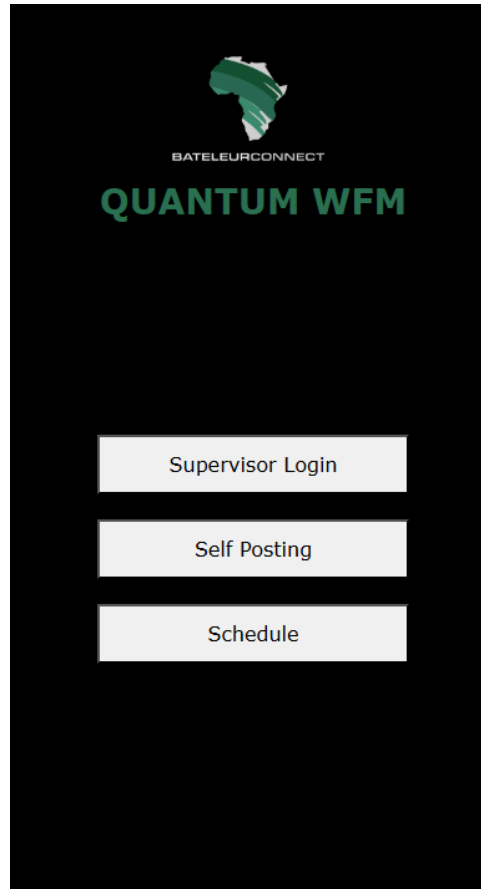 BATELEURCONNECT
QUANTUM WFM
Supervisor Login
Self Posting
Schedule